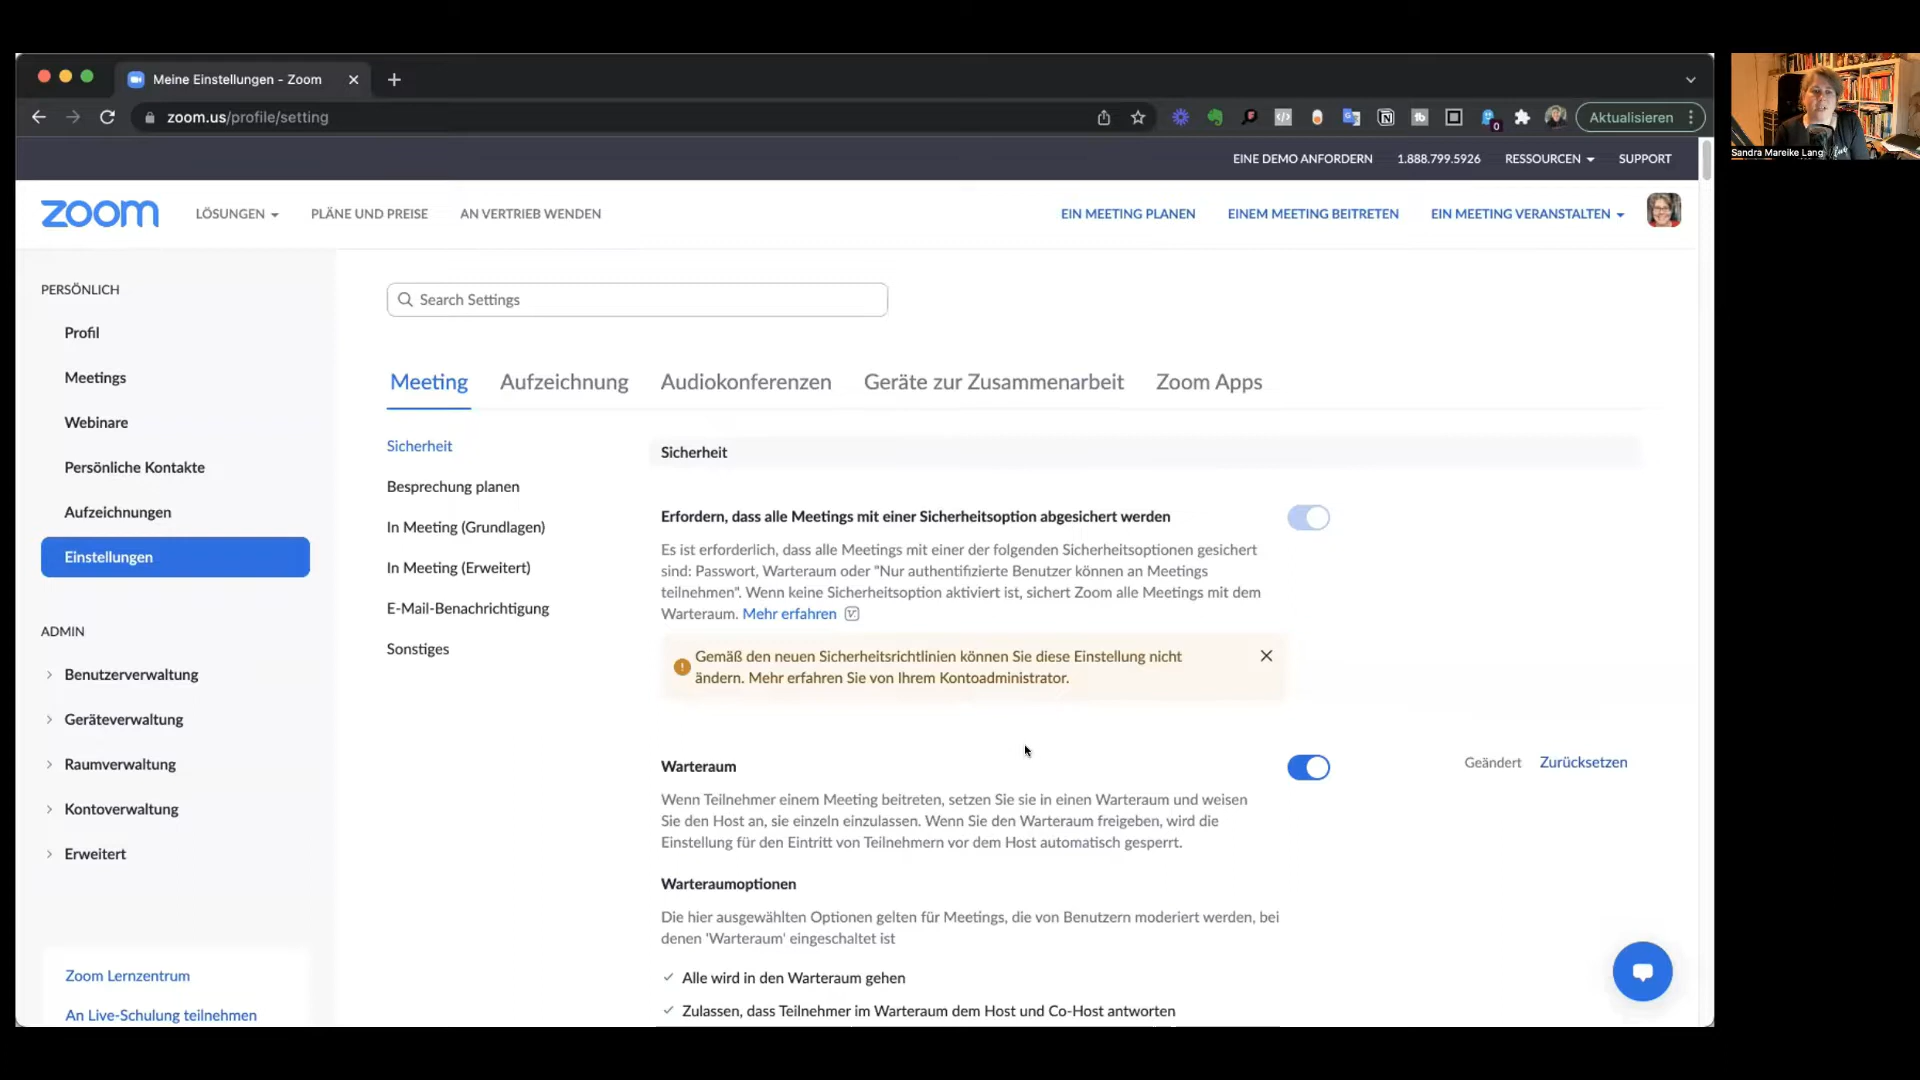 Meine Einstellungen - Zoom
zoom.us/profile/setting
Aktualisieren
0
Sandra Mareike Lang
EINE DEMO ANFORDERN 1.888.799.5926 RESSOURCEN SUPPORT
zoom LÖSUNGEN PLÄNE UND PREISE AN VERTRIEB WENDEN EIN MEETING PLANEN EINEM MEETING BEITRETEN EIN MEETING VERANSTALTEN
PERSÖNLICH
Profil
Meetings
Webinare
Persönliche Kontakte
Aufzeichnungen
Einstellungen
ADMIN
Benutzerverwaltung
Geräteverwaltung
Raumverwaltung
Kontoverwaltung
Erweitert
Zoom Lernzentrum
An Live-Schulung teilnehmen
Search Settings
Meeting Aufzeichnung Audiokonferenzen Geräte zur Zusammenarbeit Zoom Apps
Sicherheit
Besprechung planen
In Meeting (Grundlagen)
In Meeting (Erweitert)
E-Mail-Benachrichtigung
Sonstiges
Sicherheit
Erfordern, dass alle Meetings mit einer Sicherheitsoption abgesichert werden
Es ist erforderlich, dass alle Meetings mit einer der folgenden Sicherheitsoptionen gesichert
sind: Passwort, Warteraum oder "Nur authentifizierte Benutzer können an Meetings
teilnehmen". Wenn keine Sicherheitsoption aktiviert ist, sichert Zoom alle Meetings mit dem
Warteraum. Mehr erfahren
Gemäß den neuen Sicherheitsrichtlinien können Sie diese Einstellung nicht
ändern. Mehr erfahren Sie von Ihrem Kontoadministrator.
Warteraum
Geändert Zurücksetzen
Wenn Teilnehmer einem Meeting beitreten, setzen Sie sie in einen Warteraum und weisen
Sie den Host an, sie einzeln einzulassen. Wenn Sie den Warteraum freigeben, wird die
Einstellung für den Eintritt von Teilnehmern vor dem Host automatisch gesperrt.
Warteraumoptionen
Die hier ausgewählten Optionen gelten für Meetings, die von Benutzern moderiert werden, bei
denen 'Warteraum' eingeschaltet ist
Alle wird in den Warteraum gehen
Zulassen, dass Teilnehmer im Warteraum dem Host und Co-Host antworten